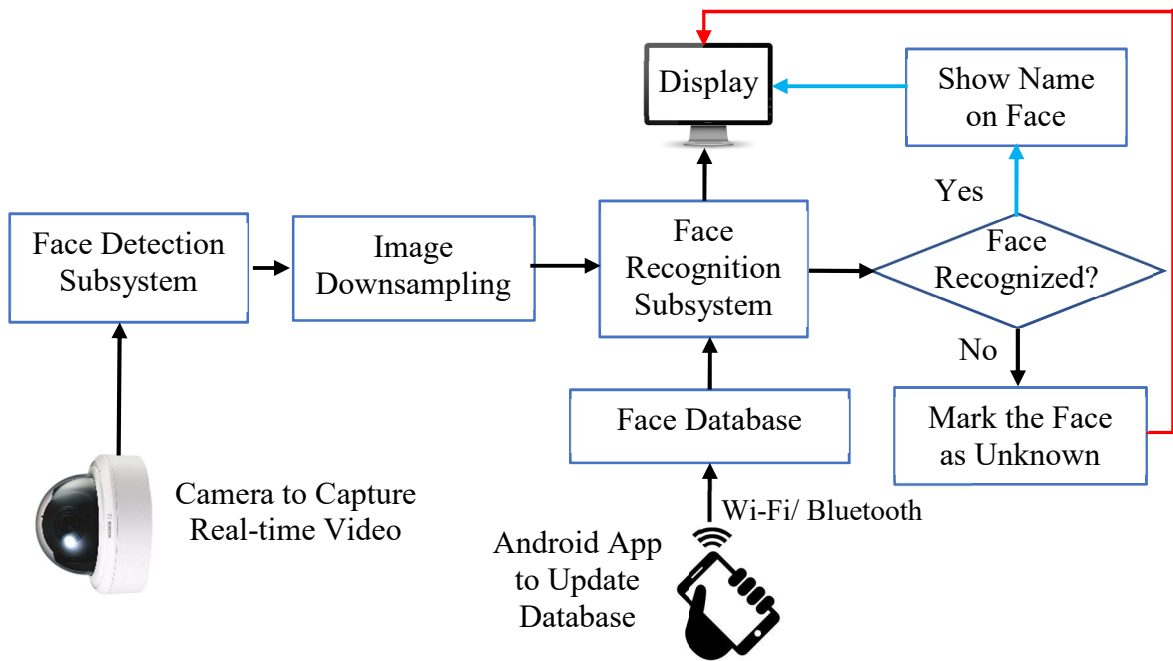 Display
Show Name
on Face
Yes
Face Detection
Subsystem
Image
Downsampling
Face
Recognition
Subsystem
Face
Recognized?
No
Face Database
Mark the Face
as Unknown
Camera to Capture
Real-time Video
Wi-Fi/ Bluetooth
Android App
to Update
Database